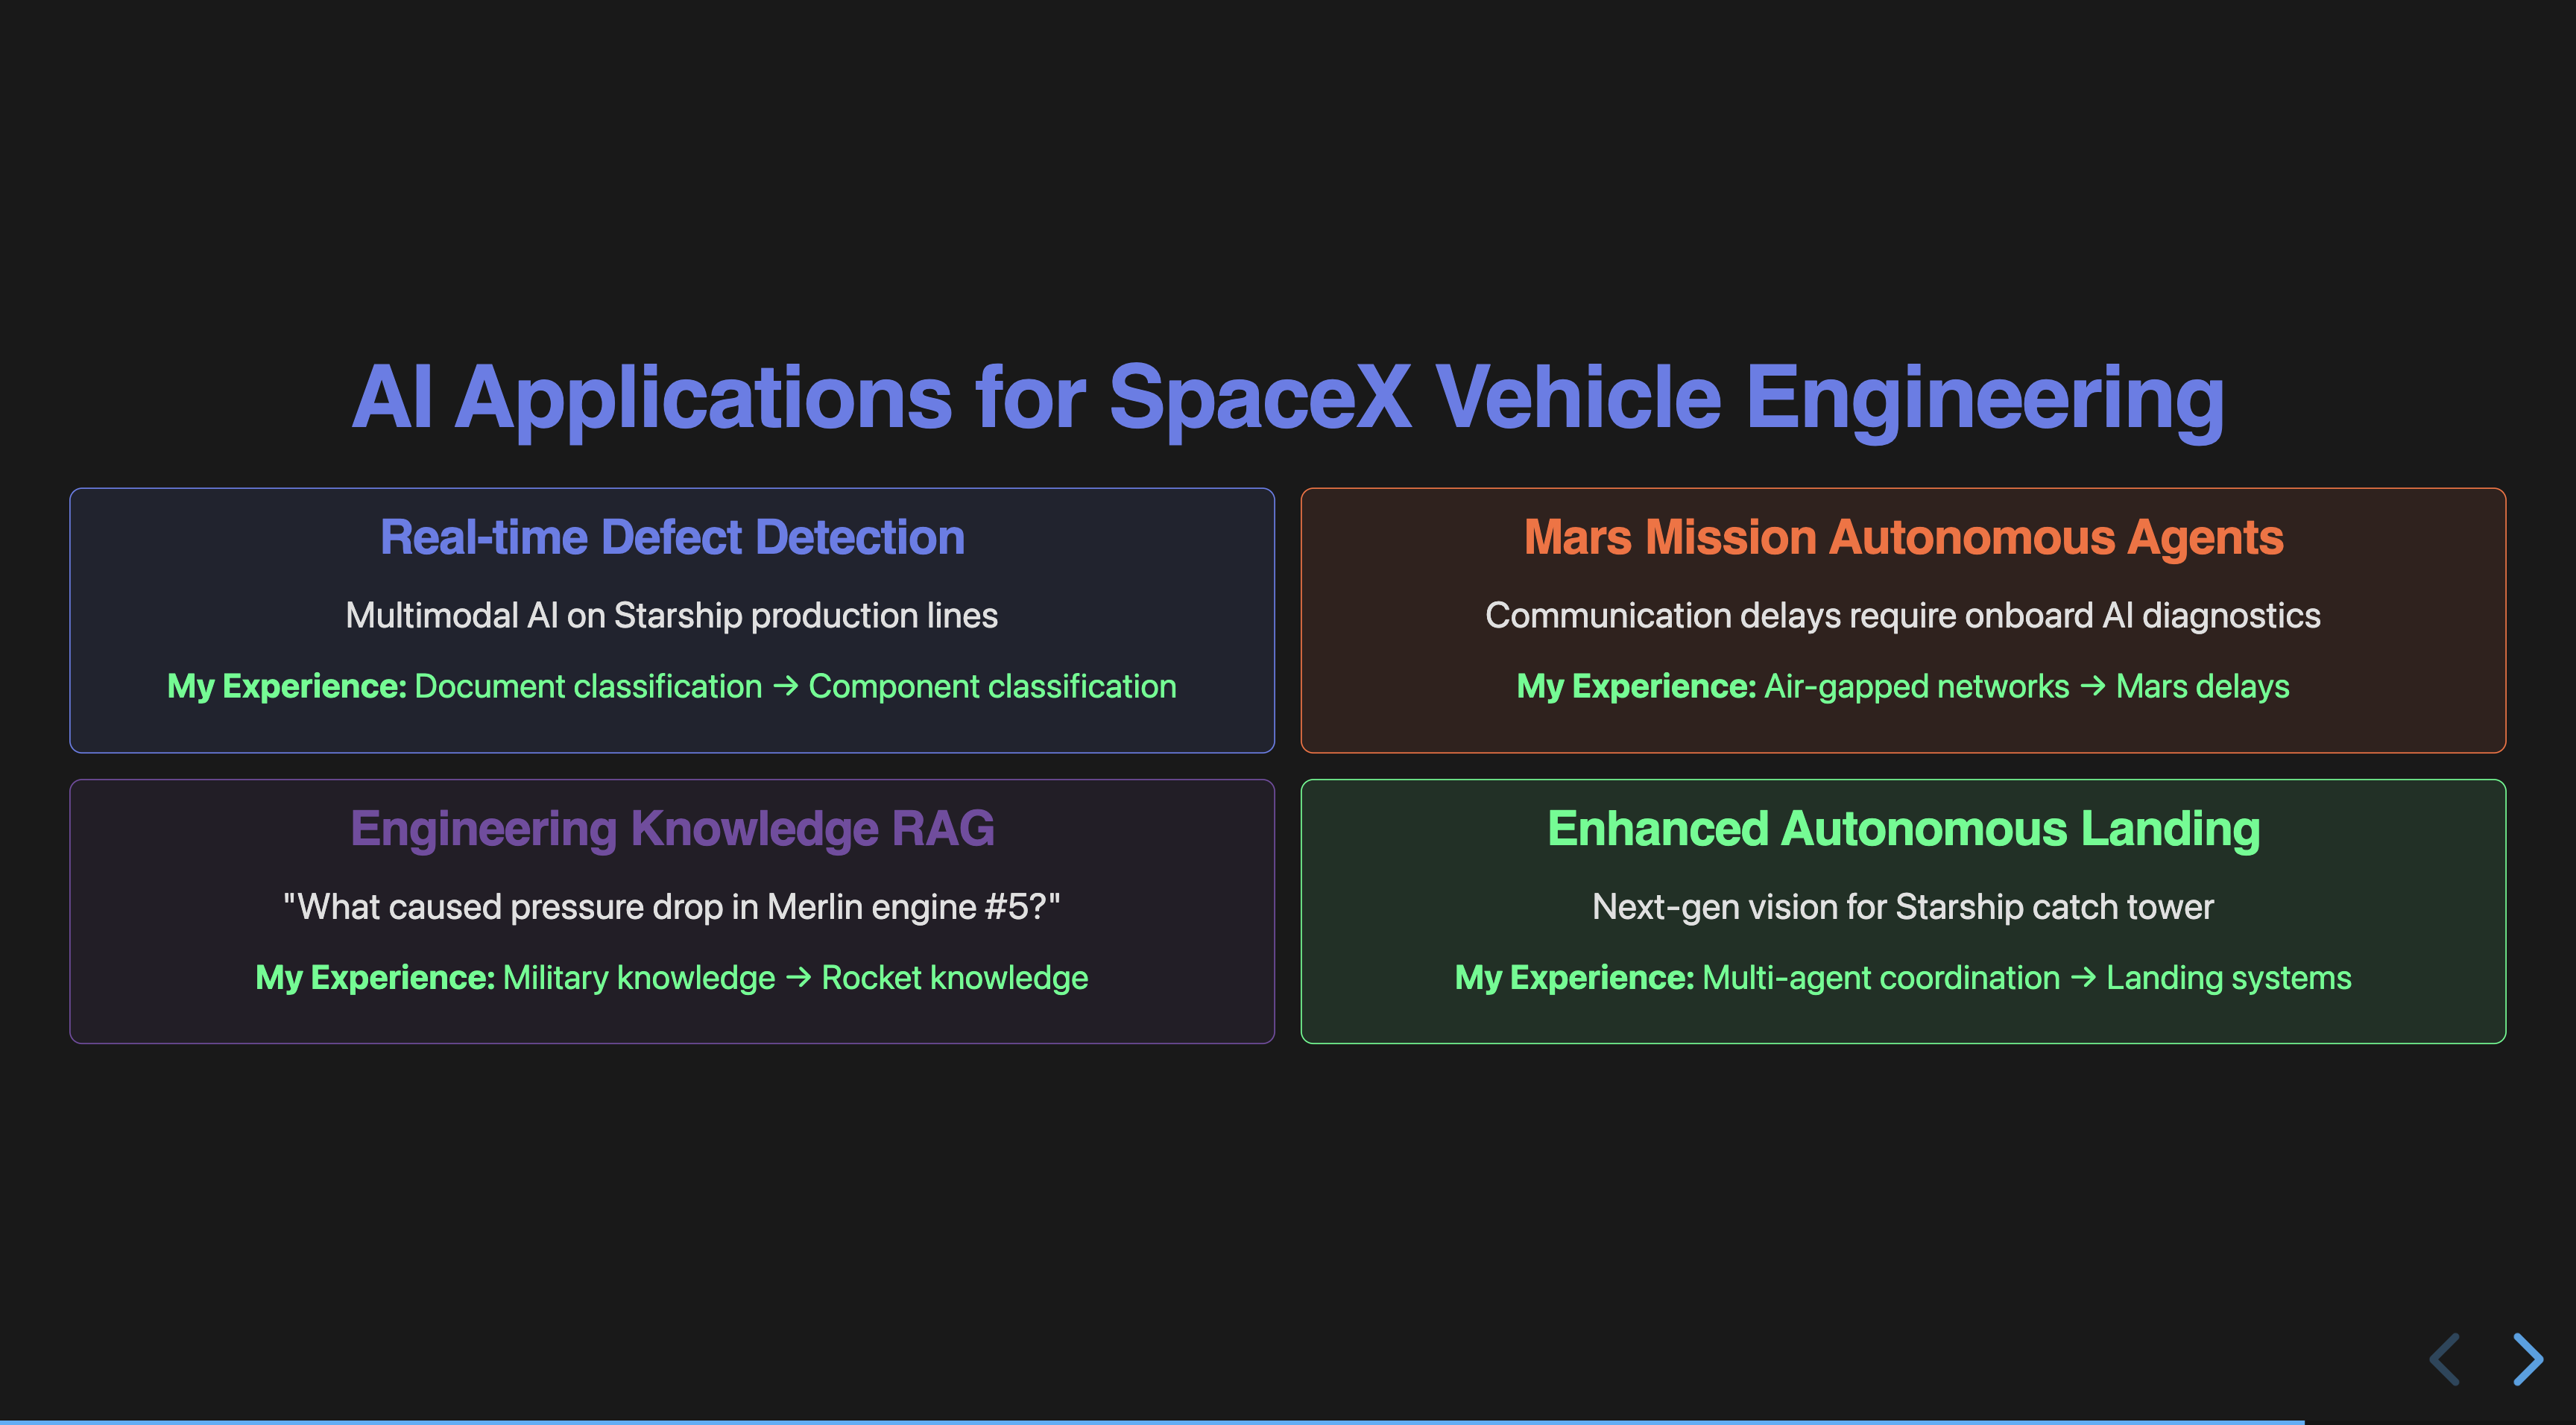 AI Applications for SpaceX Vehicle Engineering
Real-time Defect Detection
Multimodal AI on Starship production lines
My Experience: Document classification → Component classification
Mars Mission Autonomous Agents
Communication delays require onboard AI diagnostics
My Experience: Air-gapped networks → Mars delays
Engineering Knowledge RAG
"What caused pressure drop in Merlin engine #5?"
My Experience: Military knowledge → Rocket knowledge
Enhanced Autonomous Landing
Next-gen vision for Starship catch tower
My Experience: Multi-agent coordination → Landing systems